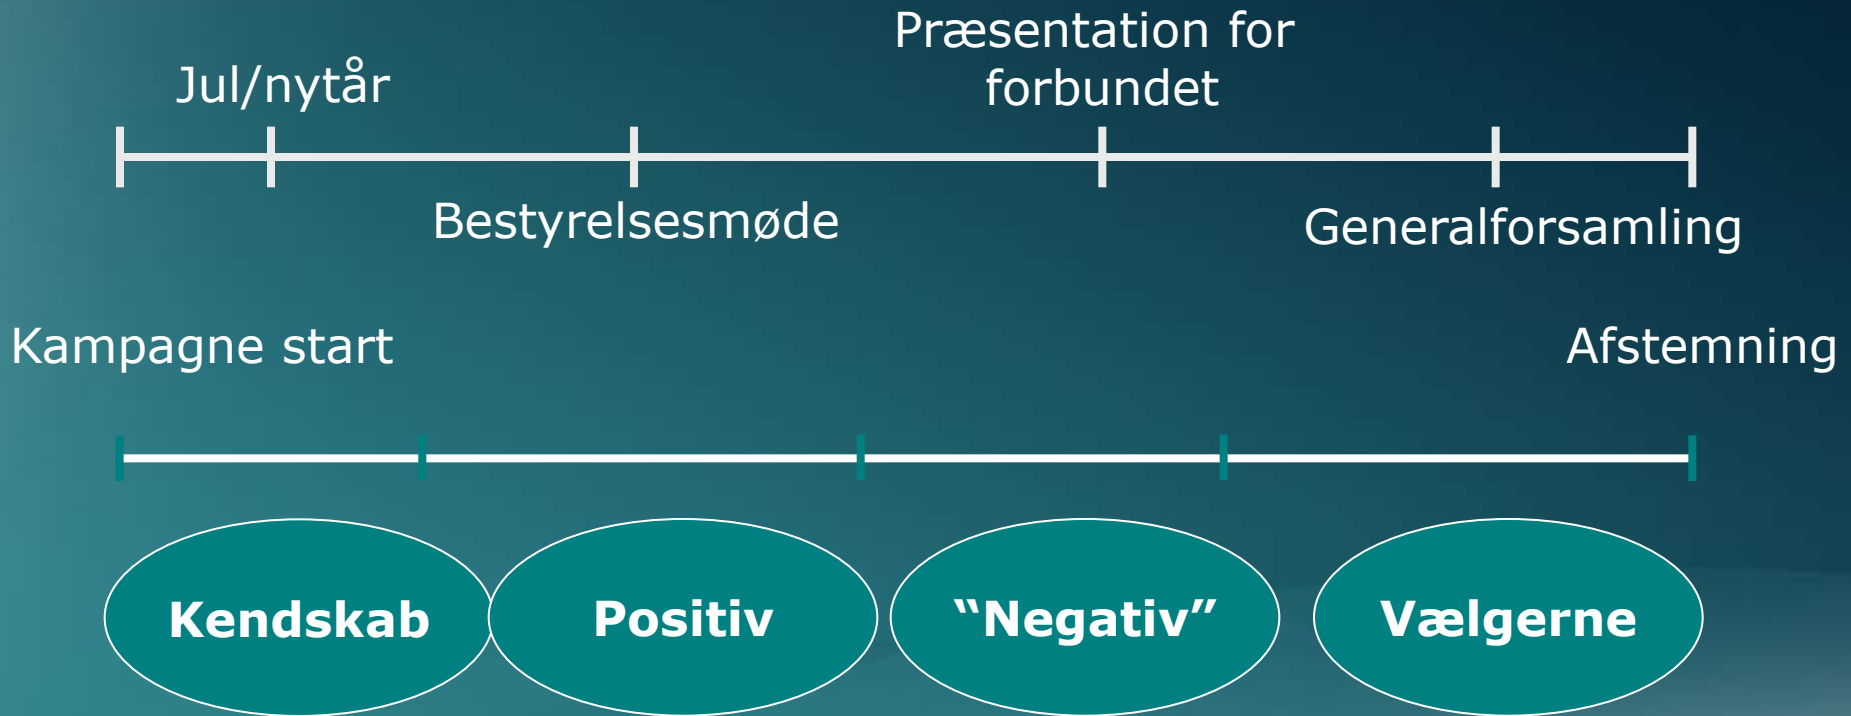 Præsentation for
forbundet
Jul/nytår
Bestyrelsesmøde
Generalforsamling
Kampagne start
Afstemning
Kendskab
Positiv
“Negativ”
Vælgerne